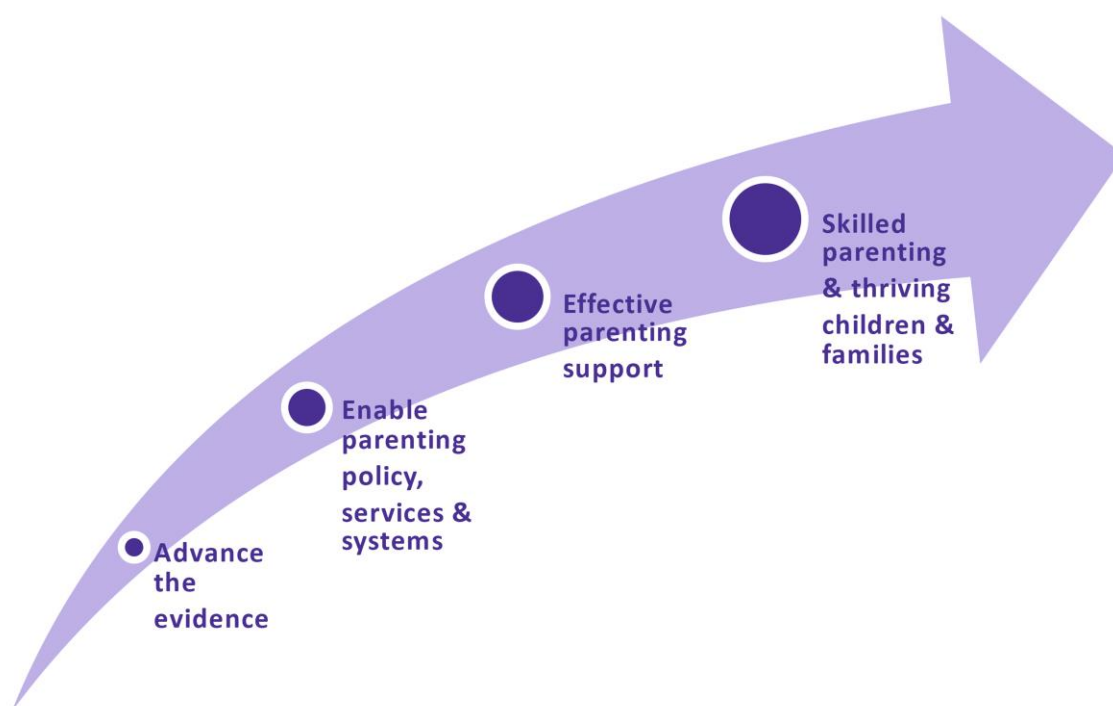 Advance
the
evidence
Enable
parenting
policy,
services &
systems
Effective
parenting
support
Skilled
parenting
& thriving
children &
families